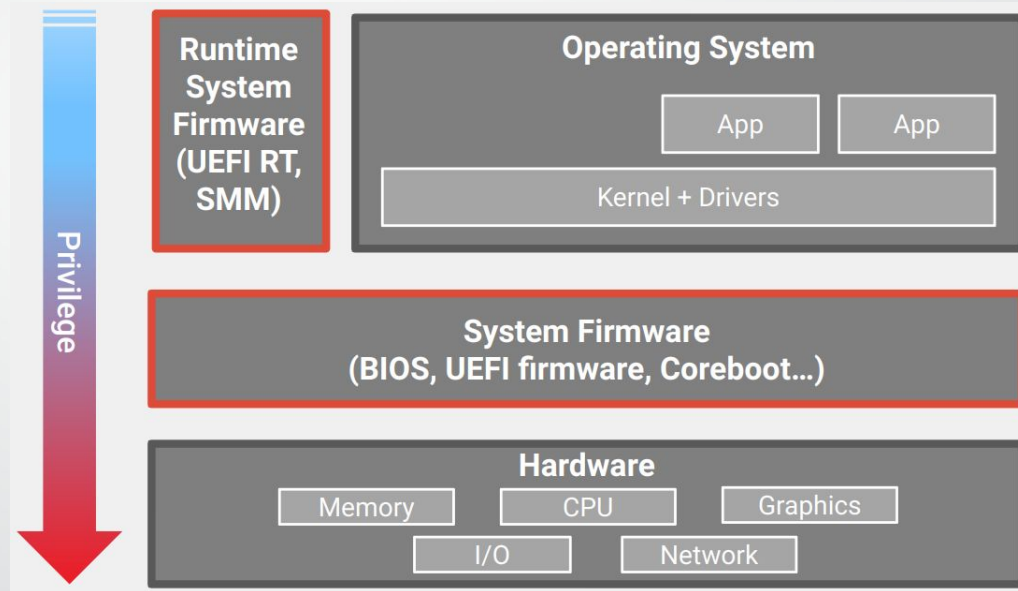 Privilege
Runtime
System
Firmware
(UEFI RT,
SMM)
Operating System
App
App
Kernel + Drivers
System Firmware
(BIOS, UEFI firmware, Coreboot…)
Hardware
Memory
CPU
Graphics
I/O
Network